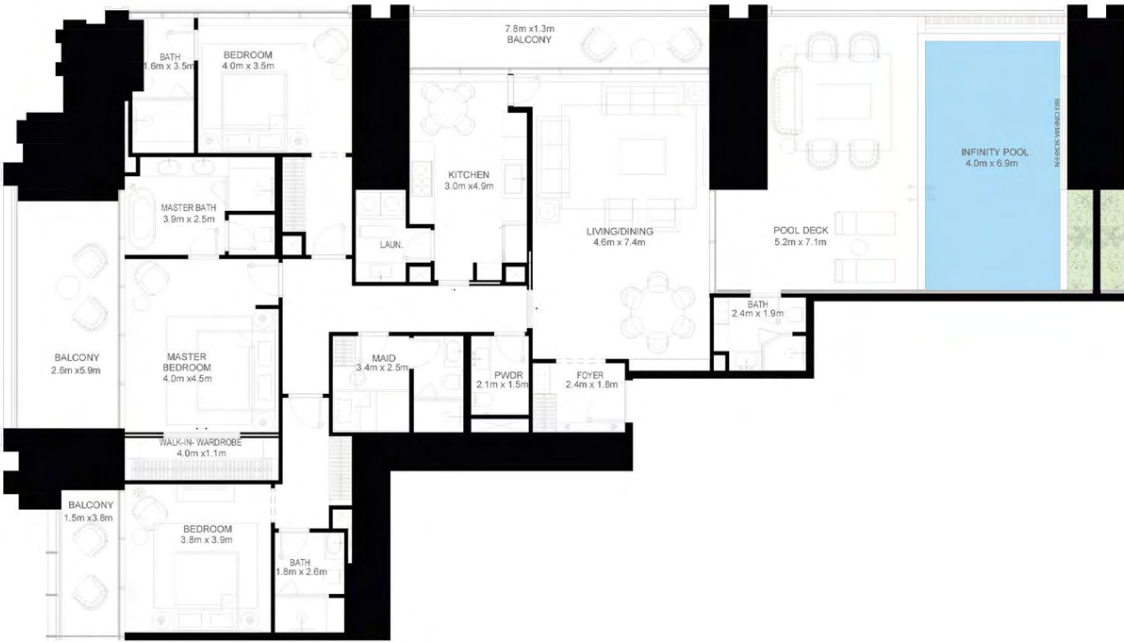 7.8m x1.3m
BALCONY
BATH
1.6m x 3.5m
BEDROOM
4.0m x 3.5m
INFINITY POOL
4.0m x 6.9m
KITCHEN
3.0m x4.9m
MASTER BATH
3.9m x 2.5m
LAUN.
LIVING/DINING
4.6m x 7.4m
POOL DECK
5.2m x 7.1m
BATH
2.4m x 1.9m
BALCONY
2.6m x5.9m
MASTER
BEDROOM
4.0m x4.5m
MAID
3.4m x 2.5m
PWDR
2.1m x 1.5m
FOYER
2.4m x 1.8m
WALK-IN- WARDROBE
4.0m x1.1m
BALCONY
1.5m x3.8m
BEDROOM
3.8m x 3.9m
BATH
1.8m x 2.6m